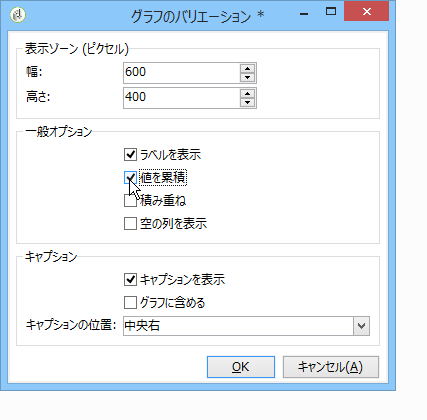 グラフのバリエーション *
表示ゾーン (ピクセル)
幅: 600
高さ: 400
一般オプション
ラベルを表示
値を累積
積み重ね
空の列を表示
キャプション
キャプションを表示
グラフに含める
キャプションの位置: 中央右
OK キャンセル(A)